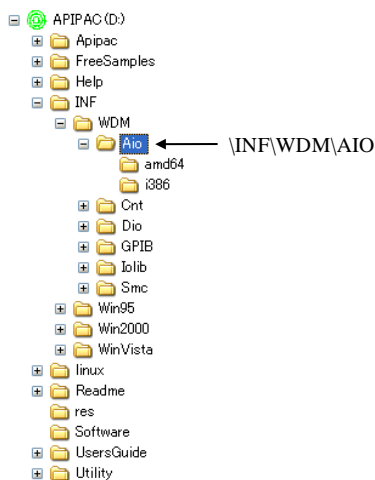 APIPAC (D:)
Apipac
FreeSamples
Help
INF
WDM
Aio \INF\WDM\AIO
amd64
i386
Cnt
Dio
GPIB
Iolib
Smc
Win95
Win2000
WinVista
linux
Readme
res
Software
UsersGuide
Utility